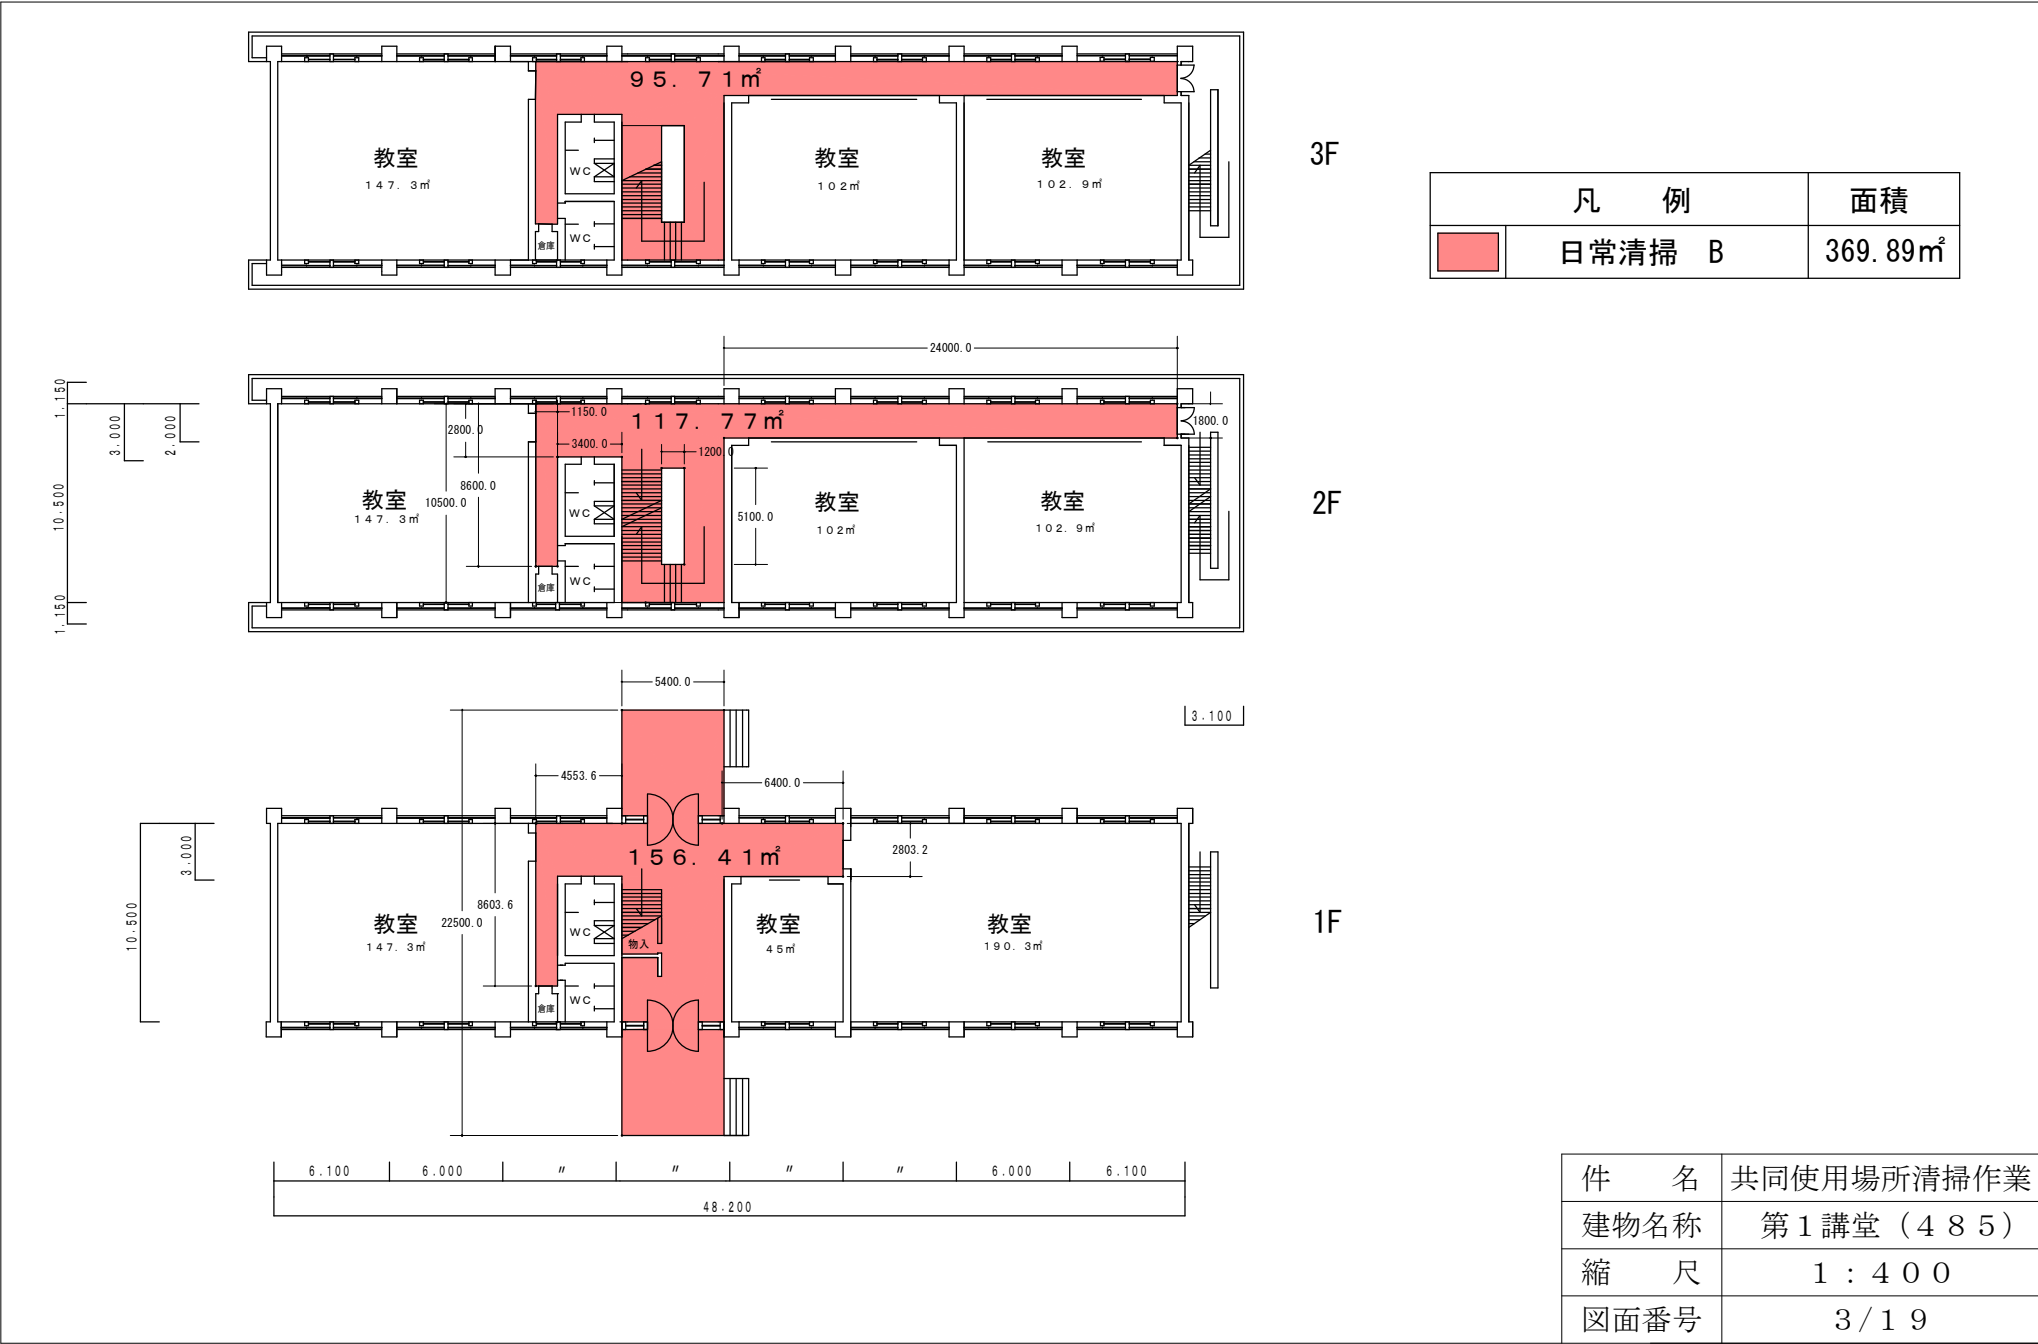 95.71㎡
教室
147.3㎡
WC
WC
倉庫
教室
102㎡
教室
102.9㎡
3F
凡 例 面積
日常清掃 B 369.89㎡
24000.0
1.150
3.000
2.000
10.500
1.150
1150.0
117.77㎡
1800.0
2800.0
3400.0
1200.0
8600.0
10500.0
5100.0
教室
147.3㎡
WC
WC
倉庫
教室
102㎡
教室
102.9㎡
2F
5400.0
3.100
4553.6
6400.0
3.000
10.500
156.41㎡
2803.2
8603.6
22500.0
教室
147.3㎡
WC
WC
倉庫
物入
教室
45㎡
教室
190.3㎡
1F
6.100 6.000 〃 〃 〃 〃 6.000 6.100
48.200
件 名 共同使用場所清掃作業
建物名称 第1講堂(485)
縮 尺 1:400
図面番号 3/19